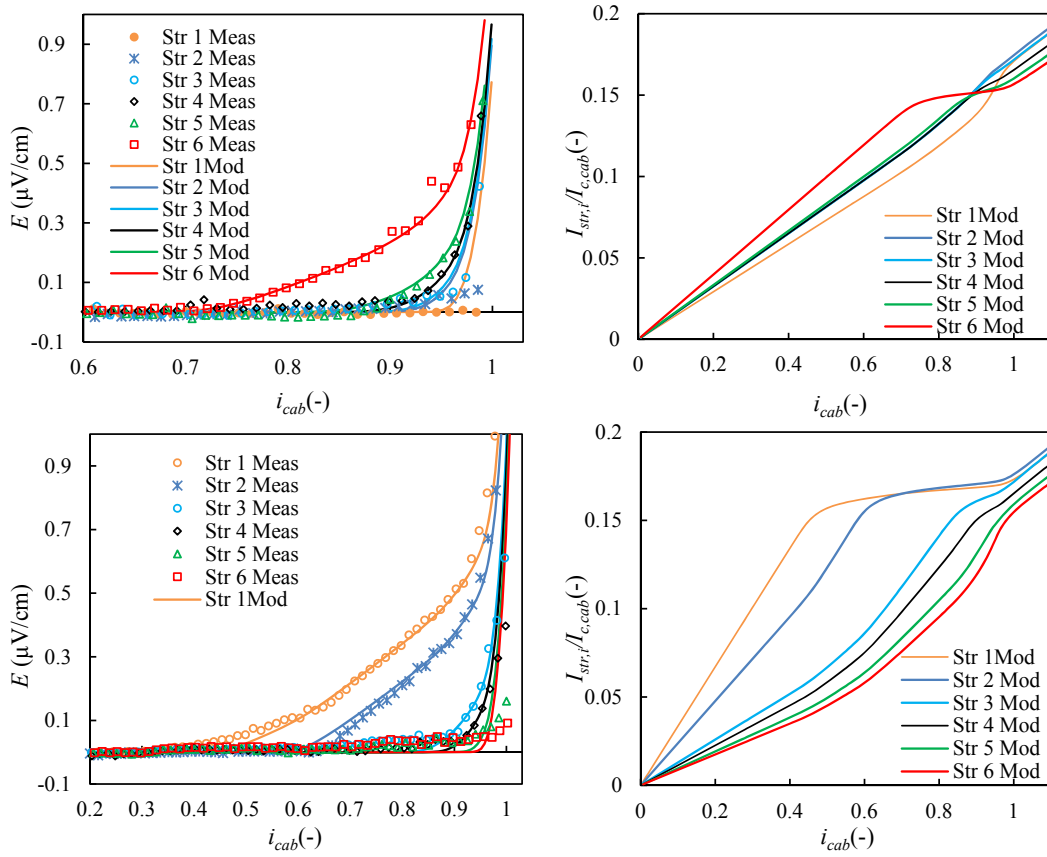 0.9
0.7
0.5
0.3
0.1
-0.1
E (µV/cm)
Str 1 Meas
Str 2 Meas
Str 3 Meas
Str 4 Meas
Str 5 Meas
Str 6 Meas
Str 1Mod
Str 2 Mod
Str 3 Mod
Str 4 Mod
Str 5 Mod
Str 6 Mod
0.6 0.7 0.8 0.9 1
i_cab(-)
0.2
0.15
0.1
0.05
0
I_str,i/I_c,cab(-)
Str 1Mod
Str 2 Mod
Str 3 Mod
Str 4 Mod
Str 5 Mod
Str 6 Mod
0 0.2 0.4 0.6 0.8 1
i_cab(-)
0.9
0.7
0.5
0.3
0.1
-0.1
E (µV/cm)
Str 1 Meas
Str 2 Meas
Str 3 Meas
Str 4 Meas
Str 5 Meas
Str 6 Meas
Str 1Mod
0.2 0.3 0.4 0.5 0.6 0.7 0.8 0.9 1
i_cab(-)
0.2
0.15
0.1
0.05
0
I_str,i/I_c,cab(-)
Str 1Mod
Str 2 Mod
Str 3 Mod
Str 4 Mod
Str 5 Mod
Str 6 Mod
0 0.2 0.4 0.6 0.8 1
i_cab(-)